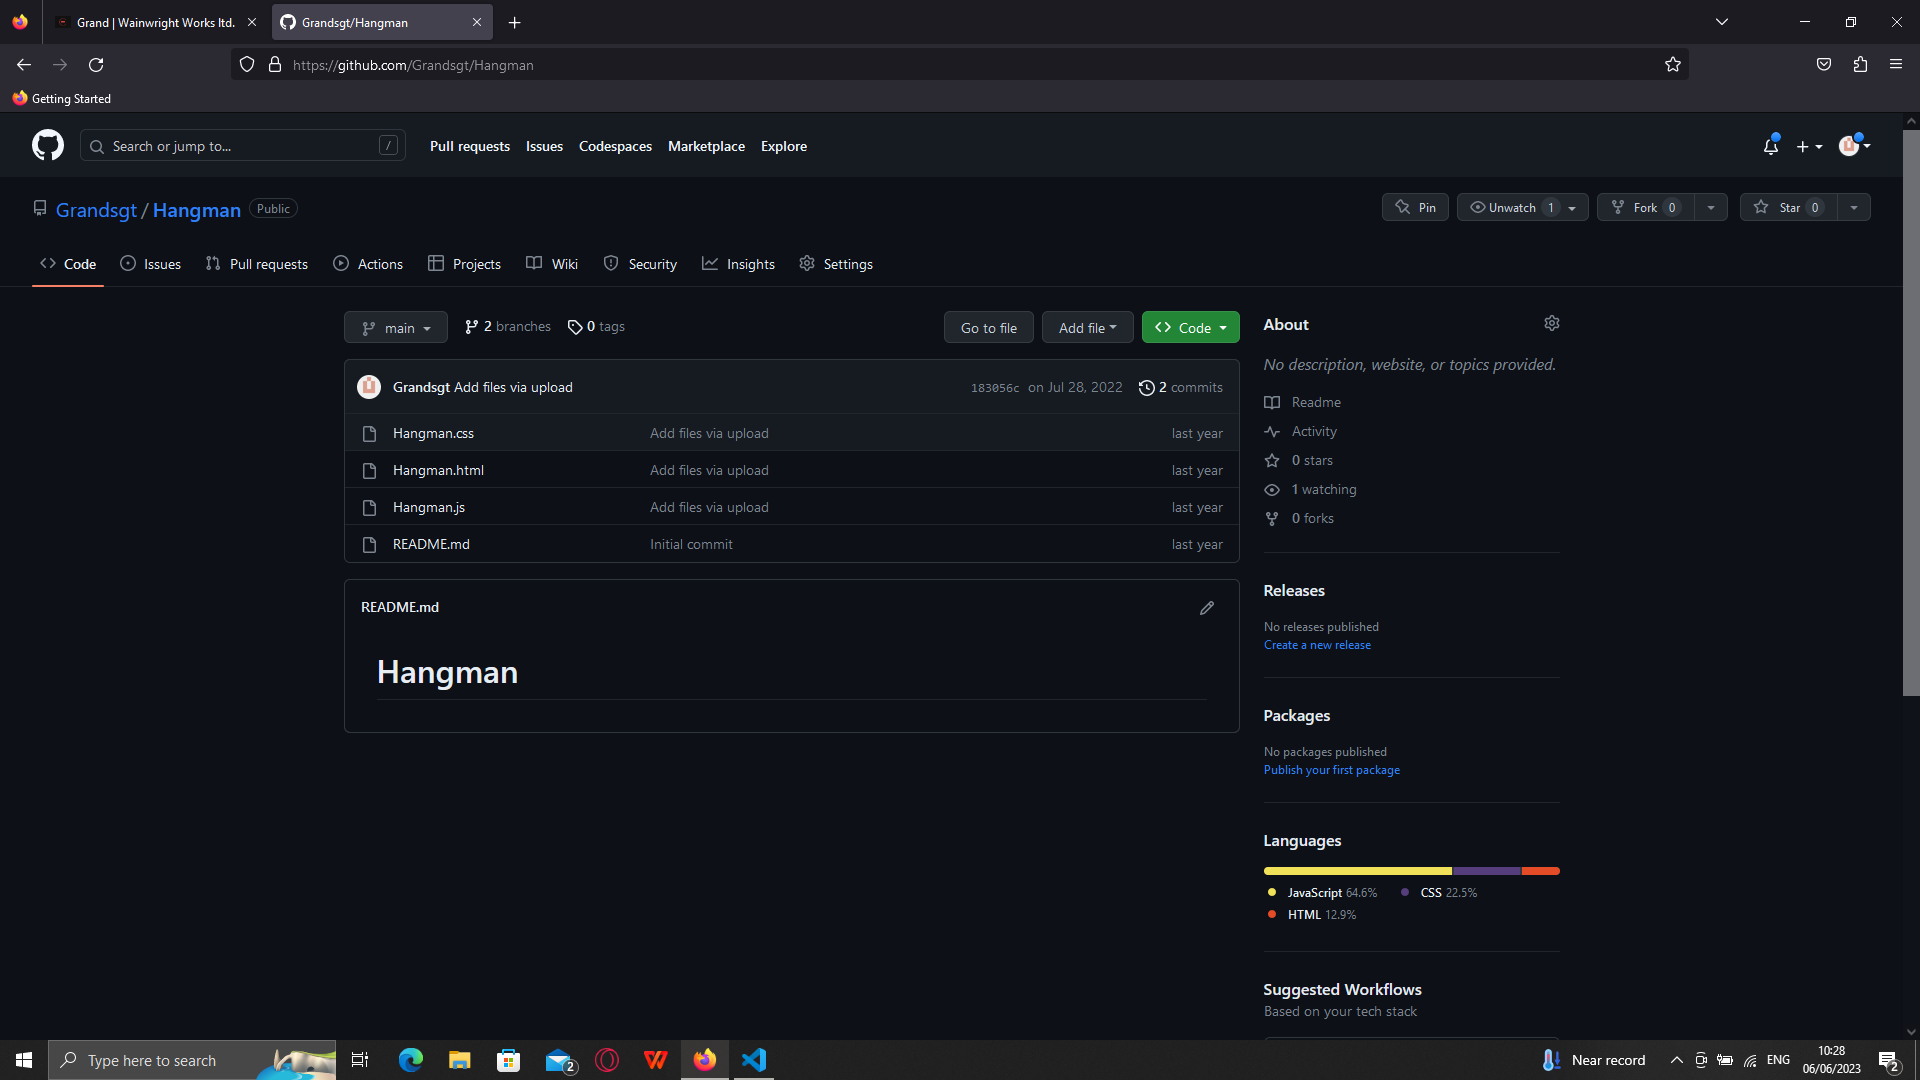 Grand | Wainwright Works ltd.
Grandsgt/Hangman
https://github.com/Grandsgt/Hangman
Getting Started
Search or jump to... /
Pull requests Issues Codespaces Marketplace Explore
Grandsgt / Hangman Public
Pin Unwatch 1 Fork 0 Star 0
Code Issues Pull requests Actions Projects Wiki Security Insights Settings
main 2 branches 0 tags Go to file Add file Code
Grandsgt Add files via upload 183056c on Jul 28, 2022 2 commits
Hangman.css Add files via upload last year
Hangman.html Add files via upload last year
Hangman.js Add files via upload last year
README.md Initial commit last year
README.md
Hangman
About
No description, website, or topics provided.
Readme
Activity
0 stars
1 watching
0 forks
Releases
No releases published
Create a new release
Packages
No packages published
Publish your first package
Languages
JavaScript 64.6% CSS 22.5%
HTML 12.9%
Suggested Workflows
Based on your tech stack
Type here to search
2
Near record
ENG
10:28
06/06/2023
2